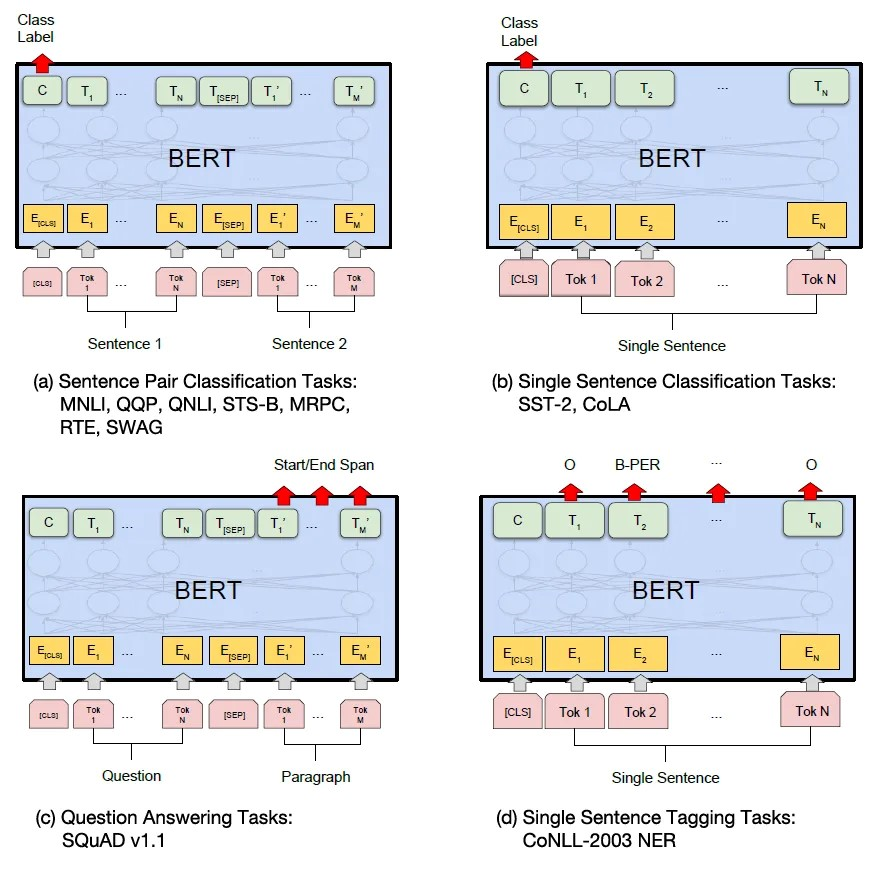 Class
Label
C T1 ... TN T[SEP] T1’ ... TM’
BERT
E[CLS] E1 ... EN E[SEP] E1’ ... EM’
[CLS] Tok 1 ... Tok N [SEP] Tok 1 ... Tok M
Sentence 1 Sentence 2
(a) Sentence Pair Classification Tasks:
MNLI, QQP, QNLI, STS-B, MRPC,
RTE, SWAG
Class
Label
C T1 T2 ... TN
BERT
E[CLS] E1 E2 ... EN
[CLS] Tok 1 Tok 2 ... Tok N
Single Sentence
(b) Single Sentence Classification Tasks:
SST-2, CoLA
Start/End Span
C T1 ... TN T[SEP] T1’ ... TM’
BERT
E[CLS] E1 ... EN E[SEP] E1’ ... EM’
[CLS] Tok 1 ... Tok N [SEP] Tok 1 ... Tok M
Question Paragraph
(c) Question Answering Tasks:
SQuAD v1.1
O B-PER ... O
C T1 T2 ... TN
BERT
E[CLS] E1 E2 ... EN
[CLS] Tok 1 Tok 2 ... Tok N
Single Sentence
(d) Single Sentence Tagging Tasks:
CoNLL-2003 NER